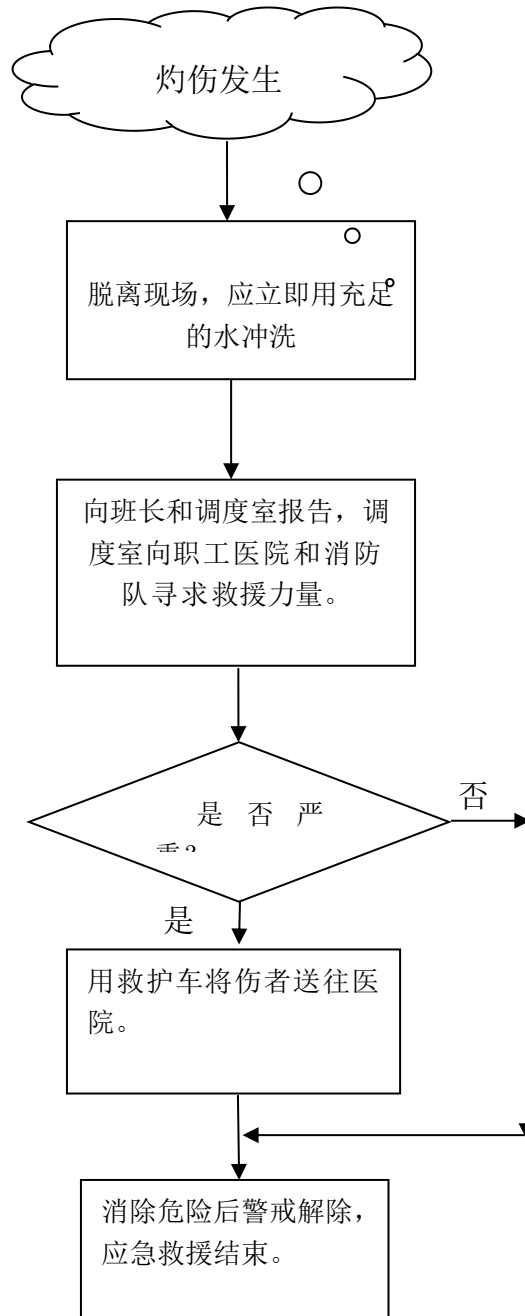 灼伤发生
脱离现场，应立即用充足
的水冲洗
向班长和调度室报告，调
度室向职工医院和消防
队寻求救援力量。
是 否 严
重?
否
是
用救护车将伤者送往医
院。
消除危险后警戒解除，
应急救援结束。